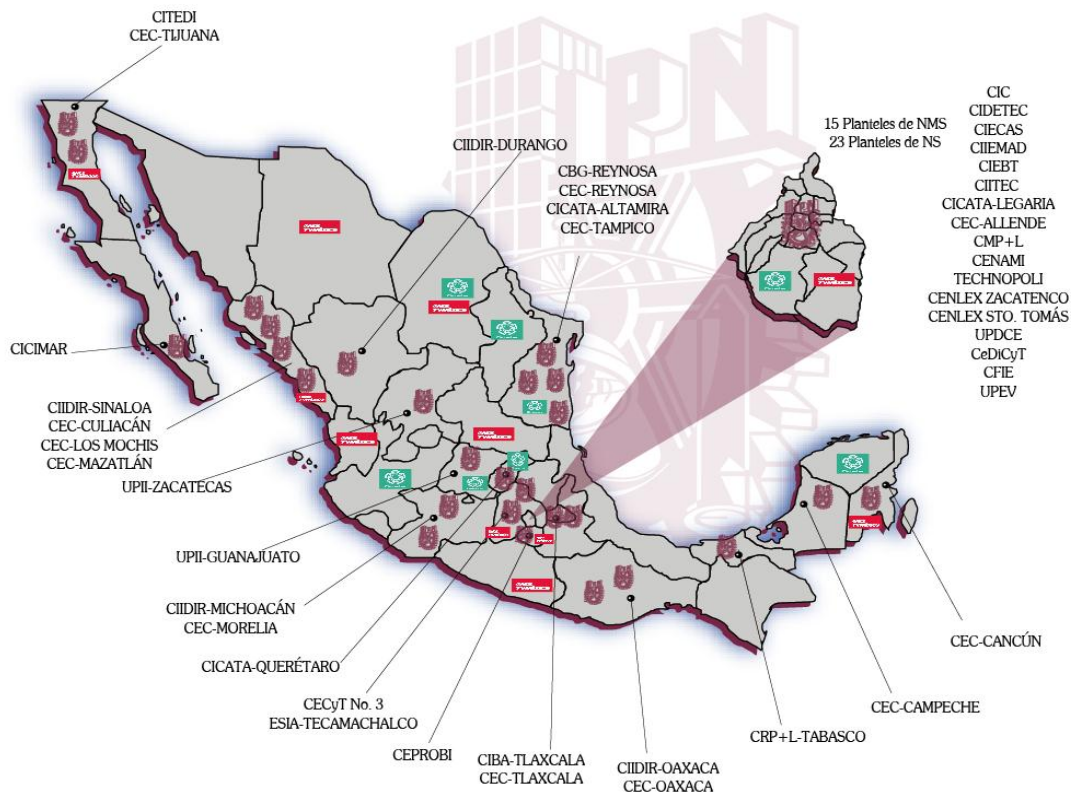 CITEDI
CEC-TIJUANA
CIIDIR-DURANGO
CBG-REYNOSA
CEC-REYNOSA
CICATA-ALTAMIRA
CEC-TAMPICO
15 Planteles de NMS
23 Planteles de NS
CIC
CIDETEC
CIECAS
CIIEMAD
CIEBT
CIITEC
CICATA-LEGARIA
CEC-ALLENDE
CMP+L
CENAMI
TECHNOPOLI
CENLEX ZACATENCO
CENLEX STO. TOMÁS
UPDCE
CeDiCyT
CFIE
UPEV
CICIMAR
CIIDIR-SINALOA
CEC-CULIACÁN
CEC-LOS MOCHIS
CEC-MAZATLÁN
UPII-ZACATECAS
UPII-GUANAJUATO
CIIDIR-MICHOACÁN
CEC-MORELIA
CICATA-QUERÉTARO
CECyT No. 3
ESIA-TECAMACHALCO
CEPROBI
CIBA-TLAXCALA
CEC-TLAXCALA
CIIDIR-OAXACA
CEC-OAXACA
CRP+L-TABASCO
CEC-CAMPECHE
CEC-CANCÚN
IPN